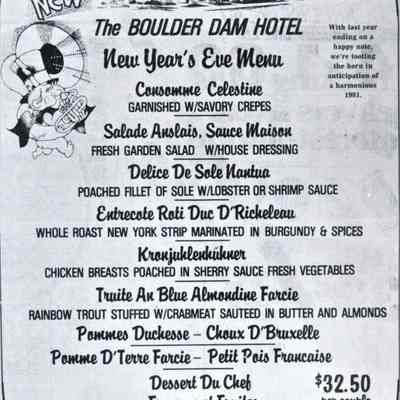 NEW
The BOULDER DAM HOTEL
New Year's Eve Menu
With last year
ending on a
happy note,
we're tooting
the horn in
anticipation of
a harmonious
1981.
Consomme Celestine
GARNISHED W/SAVORY CREPES
Salade Anslais, Sauce Maison
FRESH GARDEN SALAD W/HOUSE DRESSING
Delice De Sole Nantua
POACHED FILLET OF SOLE W/LOBSTER OR SHRIMP SAUCE
Entrecote Roti Duc D'Richeleau
WHOLE ROAST NEW YORK STRIP MARINATED IN BURGUNDY & SPICES
Kronjuhlenkühner
CHICKEN BREASTS POACHED IN SHERRY SAUCE FRESH VEGETABLES
Truite An Blue Almondine Farcie
RAINBOW TROUT STUFFED W/CRABMEAT SAUTEED IN BUTTER AND ALMONDS
Pommes Duchesse – Choux D'Bruxelle
Pomme D'Terre Farcie – Petit Pois Francaise
Dessert Du Chef
$32.50
per couple